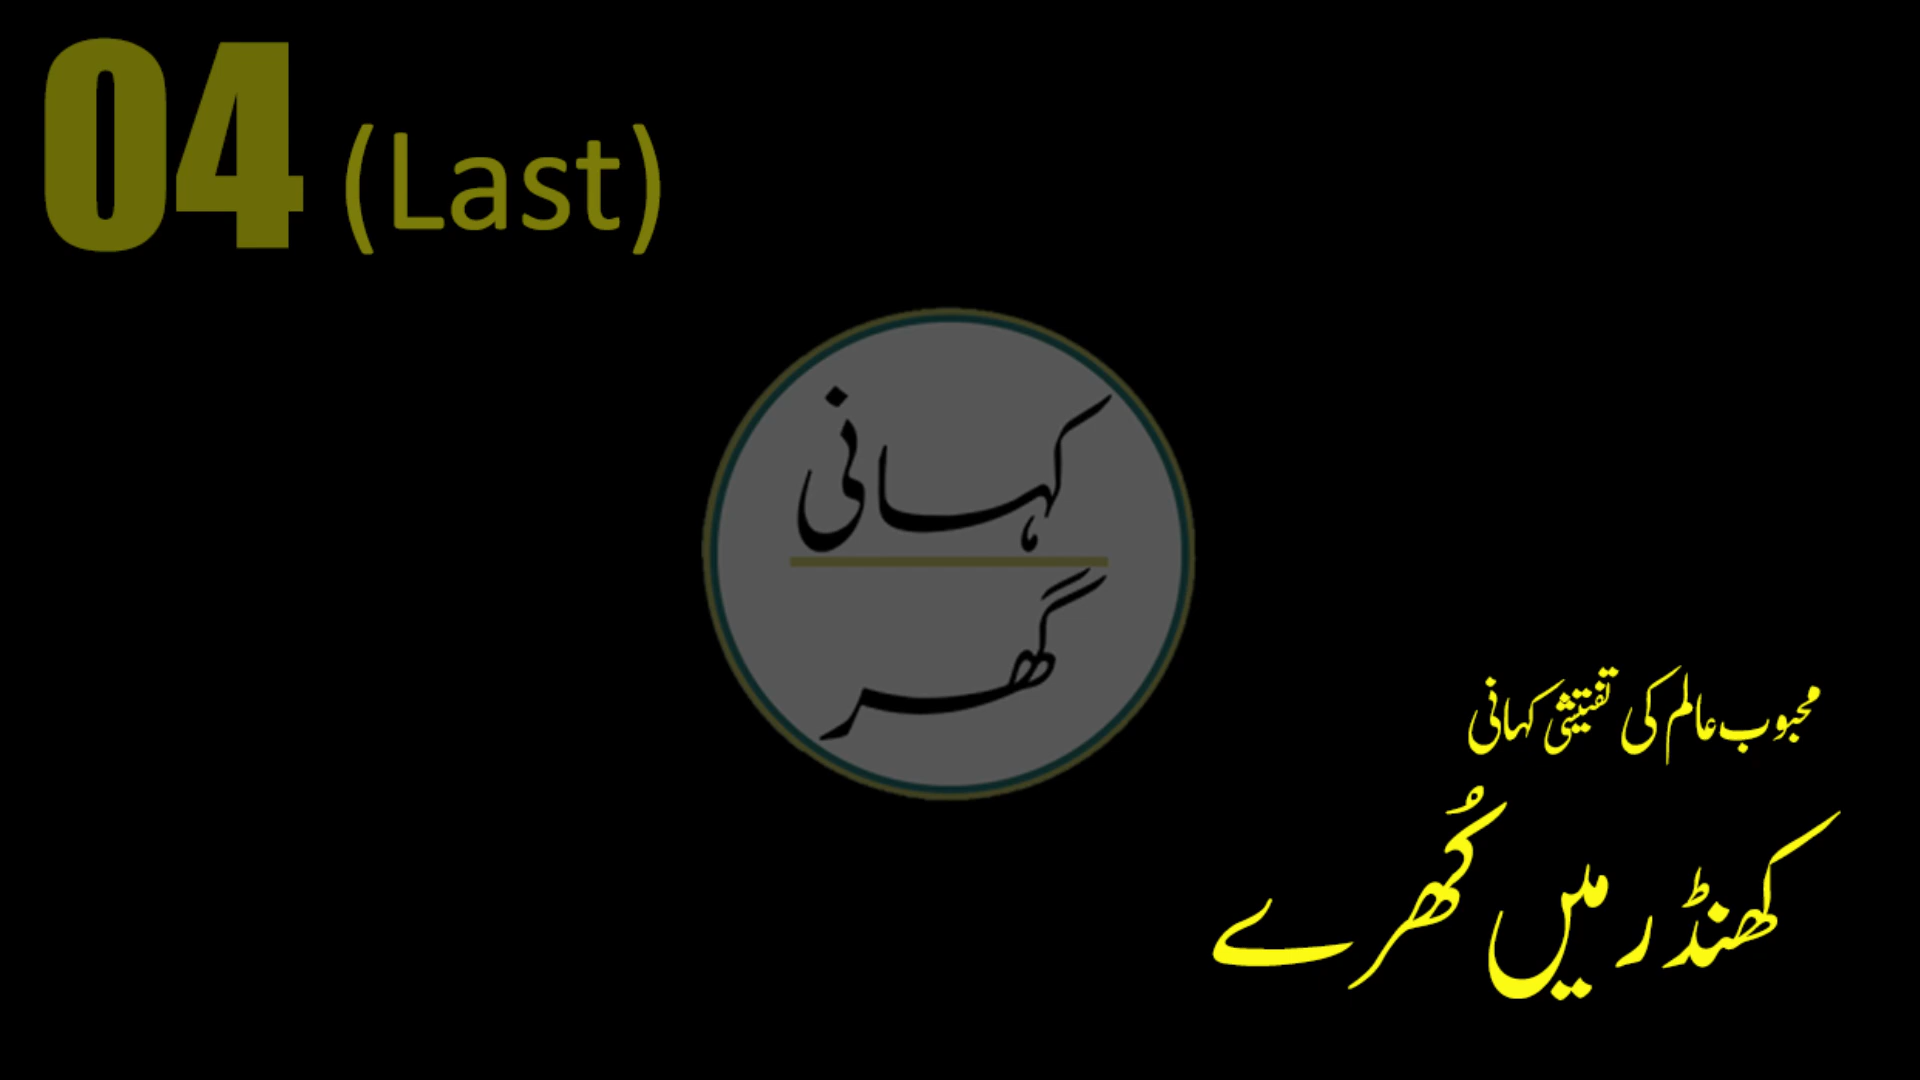 04 (Last)
کہانی
گھر
محبوب عالم کی تفتیشی کہانی
کھنڈر میں کُھرے